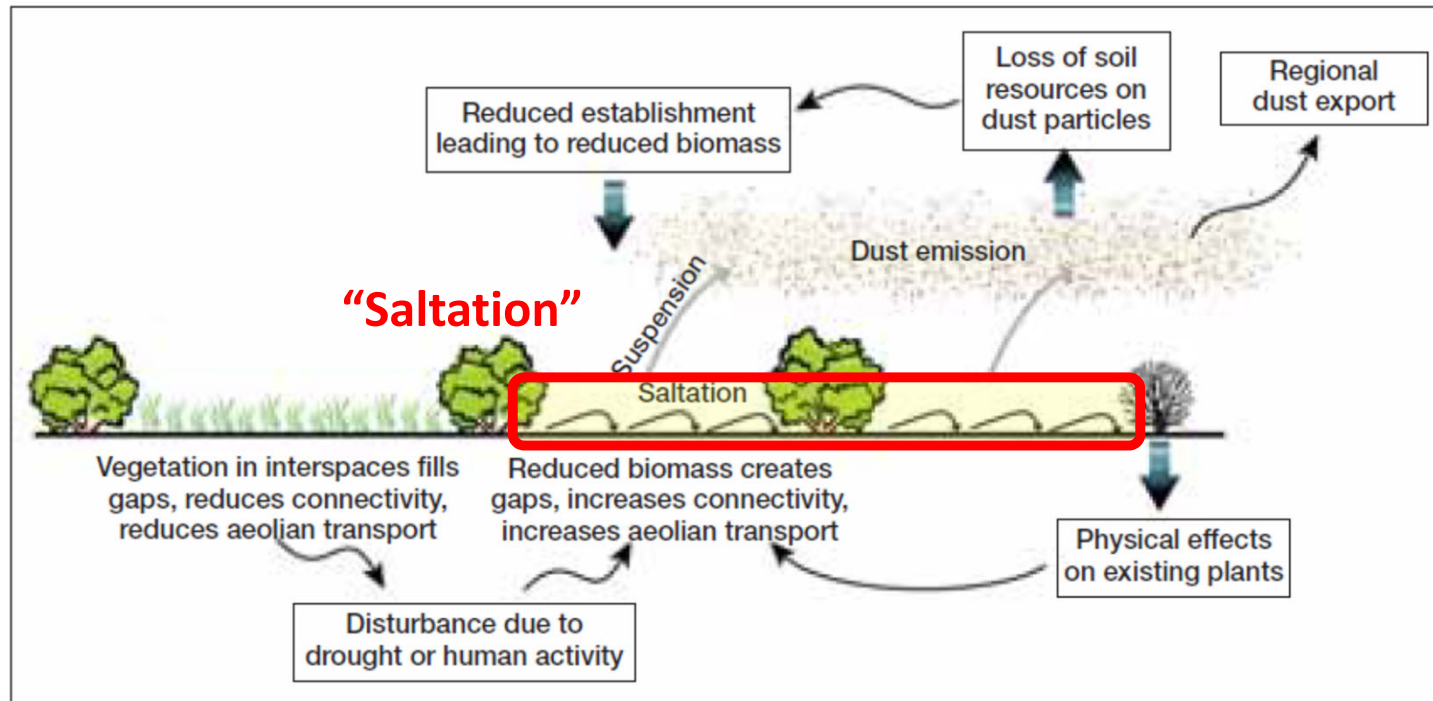 Loss of soil
resources on
dust particles
Regional
dust export
Reduced establishment
leading to reduced biomass
Dust emission
Suspension
“Saltation”
Saltation
Vegetation in interspaces fills
gaps, reduces connectivity,
reduces aeolian transport
Reduced biomass creates
gaps, increases connectivity,
increases aeolian transport
Physical effects
on existing plants
Disturbance due to
drought or human activity